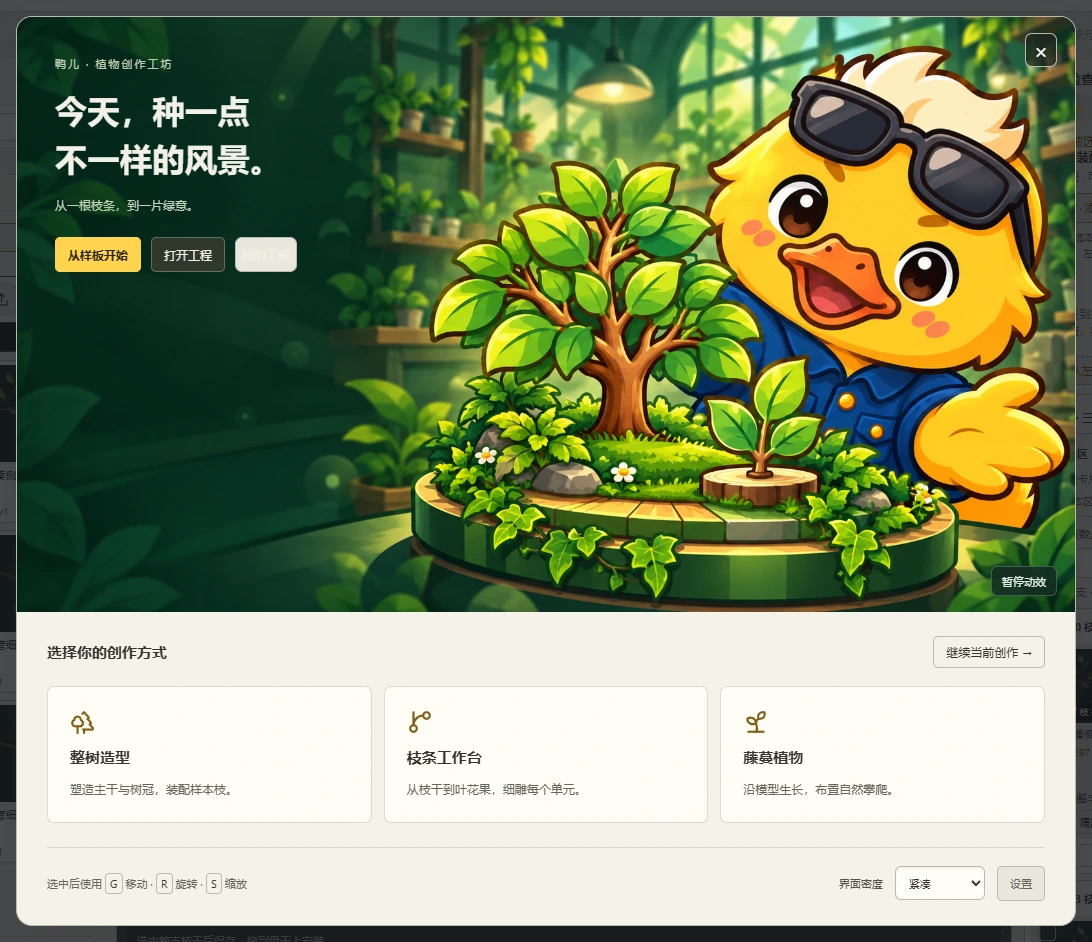 鸭儿 · 植物创作工坊
×
今天，种一点
不一样的风景。
从一根枝条，到一片绿意。
从样板开始
打开工程
我的工程
暂停动效
选择你的创作方式
继续当前创作 →
整树造型
塑造主干与树冠，装配样本枝。
枝条工作台
从枝干到叶花果，细雕每个单元。
藤蔓植物
沿模型生长，布置自然攀爬。
选中后使用 G 移动 · R 旋转 · S 缩放
界面密度
紧凑
设置